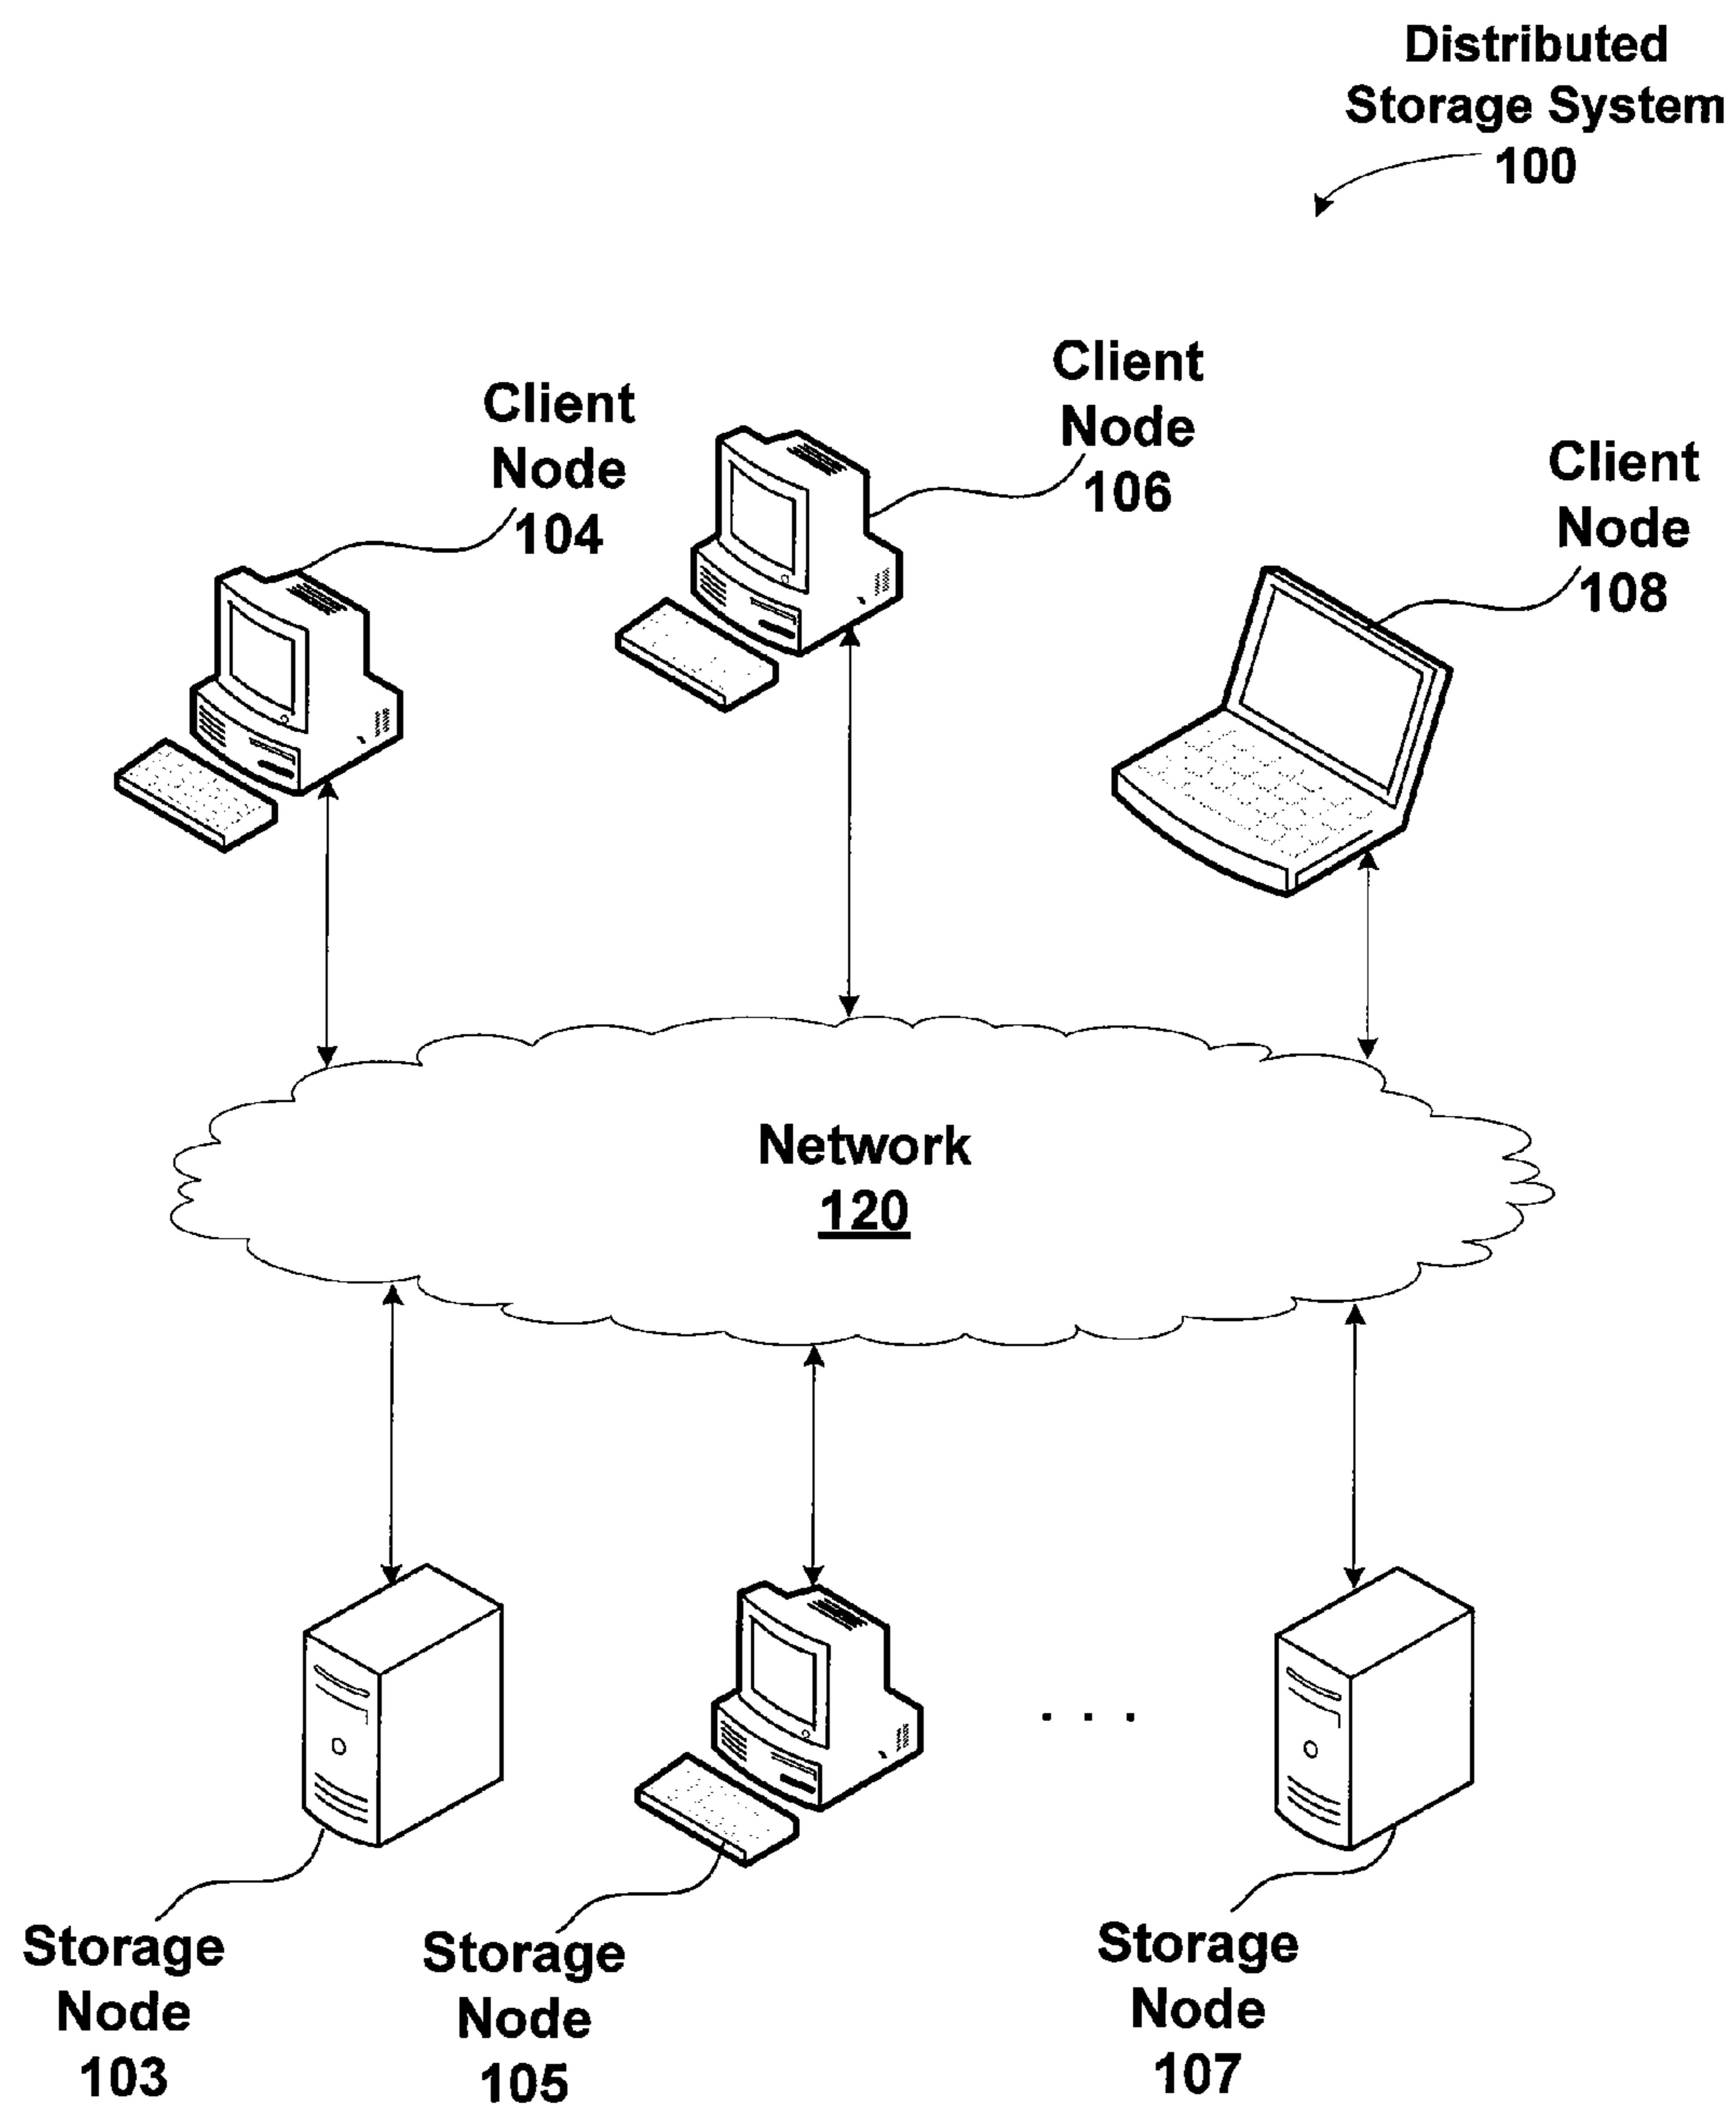 Distributed
Storage System
100
Client
Node
104
Client
Node
106
Client
Node
108
Network
120
. . .
Storage
Node
103
Storage
Node
105
Storage
Node
107